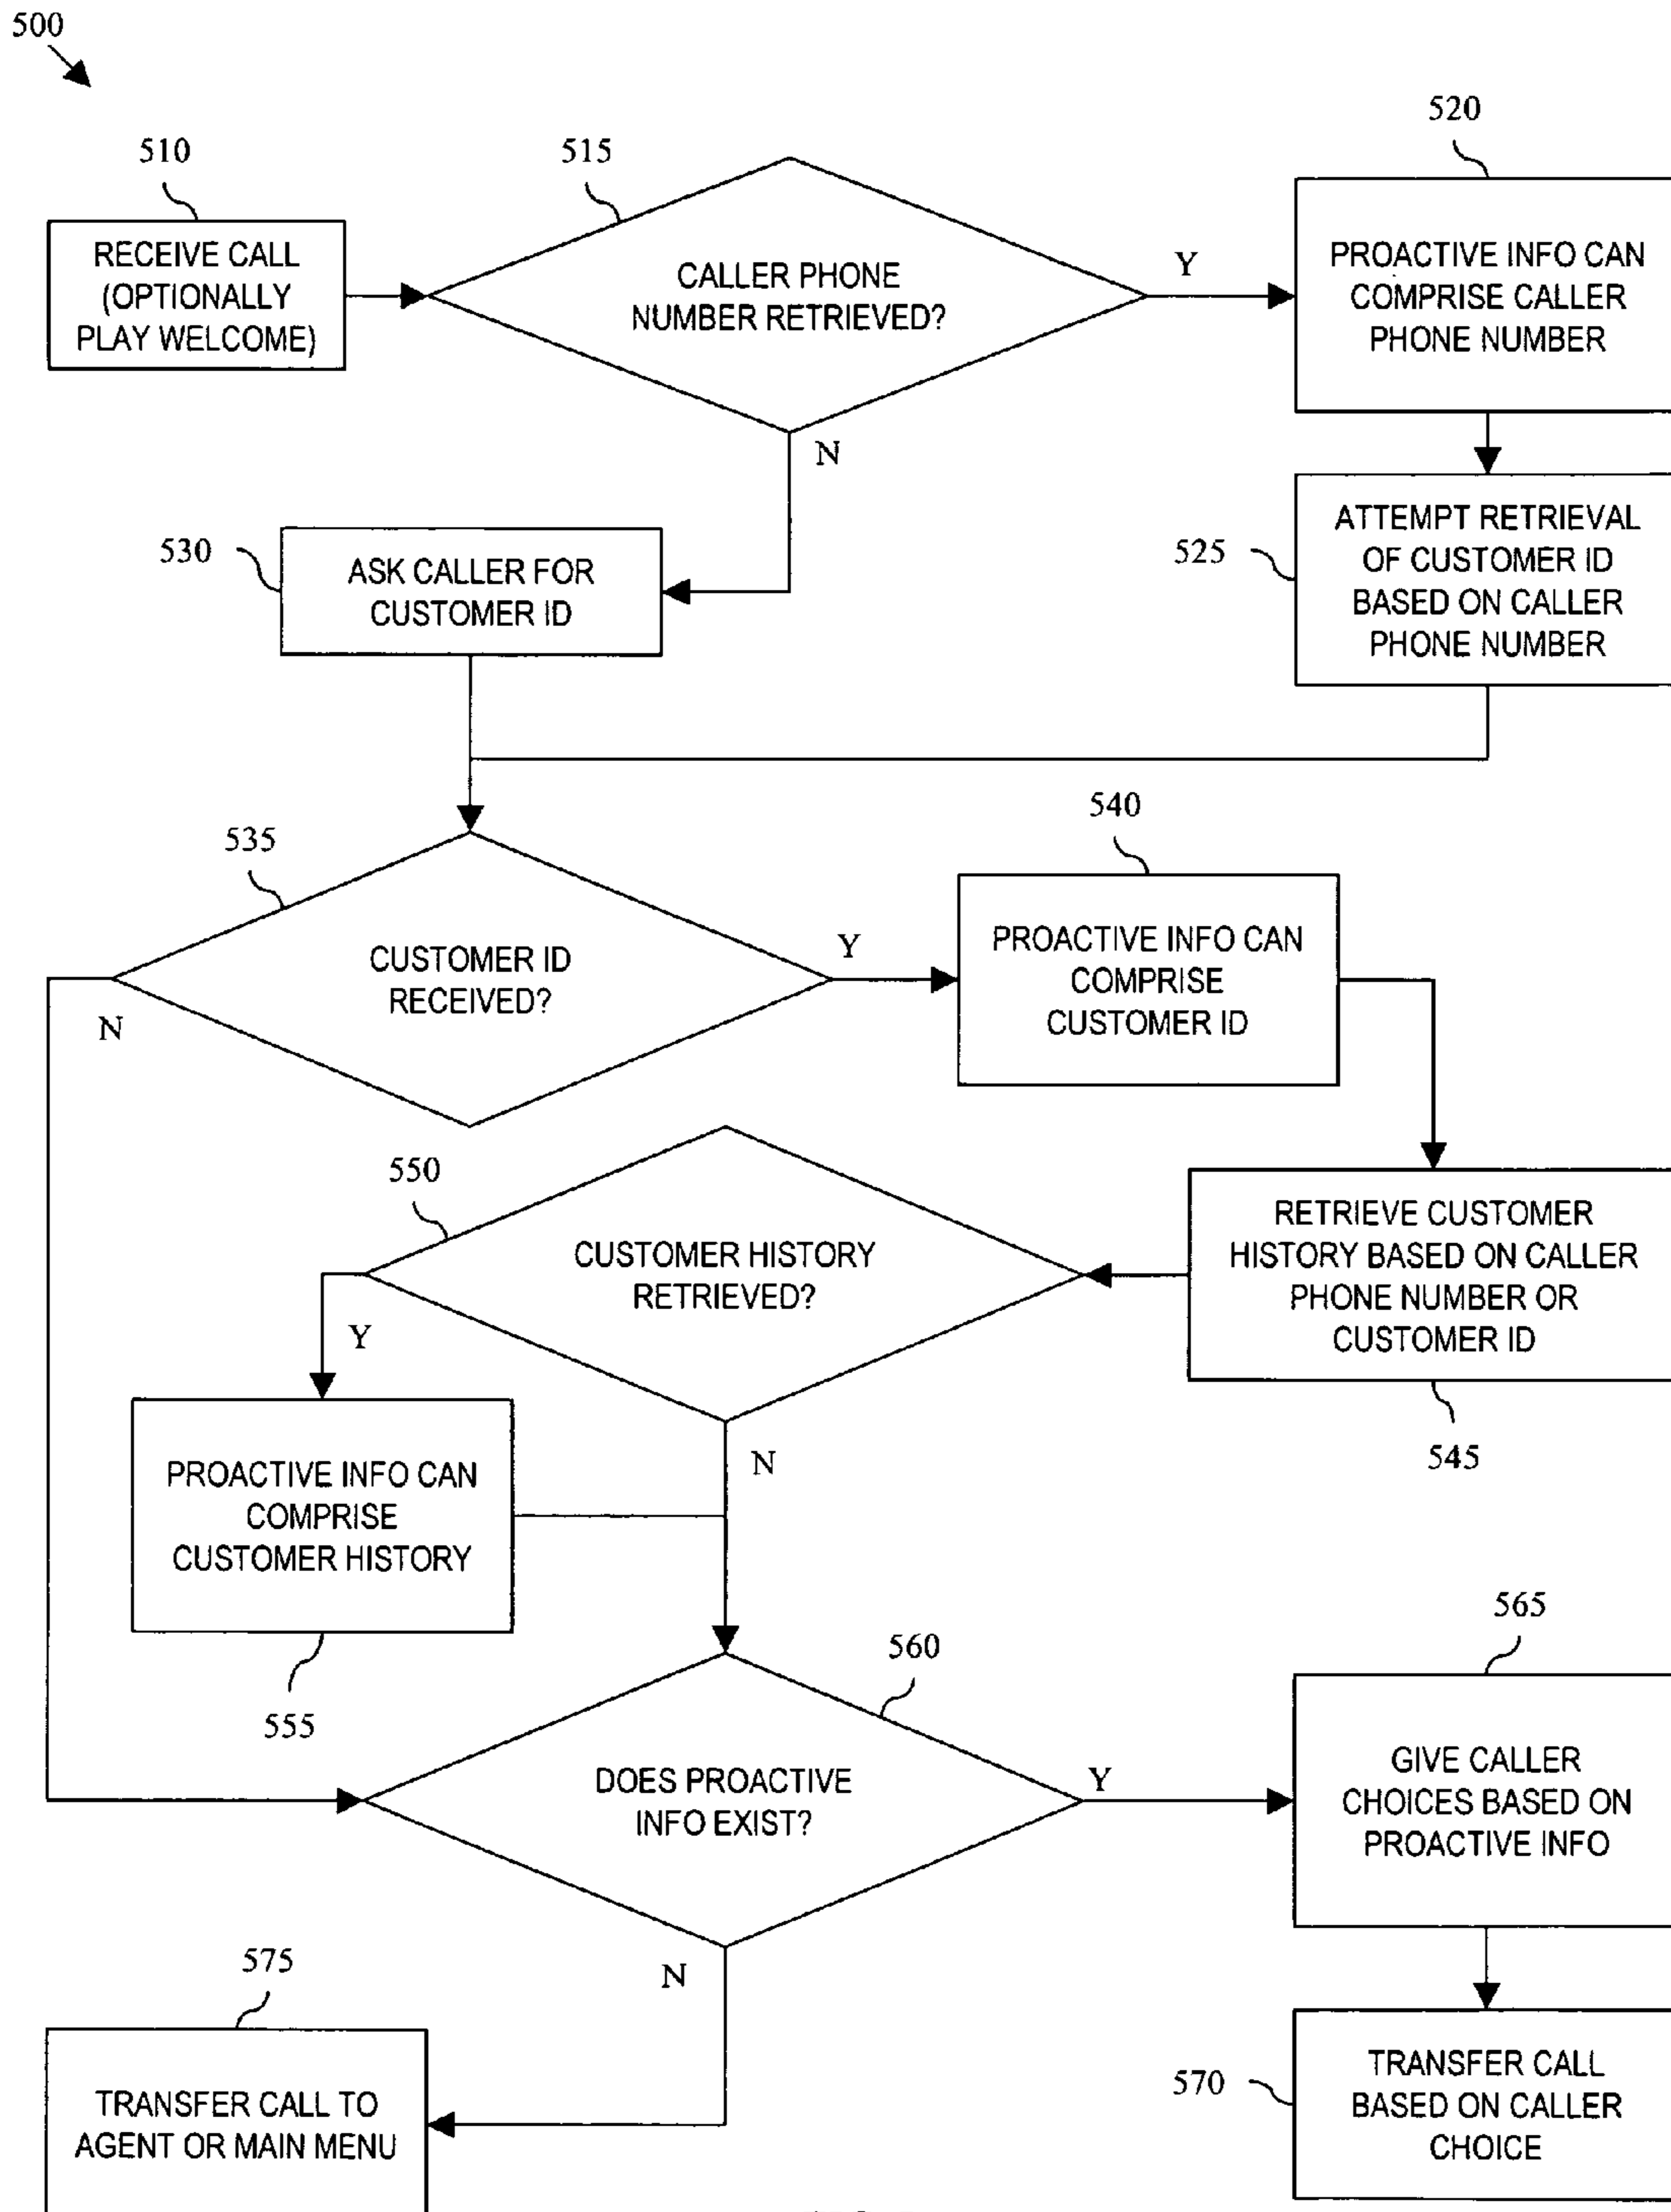 500
510
RECEIVE CALL
(OPTIONALLY
PLAY WELCOME)
515
CALLER PHONE
NUMBER RETRIEVED?
Y
N
520
PROACTIVE INFO CAN
COMPRISE CALLER
PHONE NUMBER
525
ATTEMPT RETRIEVAL
OF CUSTOMER ID
BASED ON CALLER
PHONE NUMBER
530
ASK CALLER FOR
CUSTOMER ID
535
CUSTOMER ID
RECEIVED?
Y
N
540
PROACTIVE INFO CAN
COMPRISE
CUSTOMER ID
RETRIEVE CUSTOMER
HISTORY BASED ON CALLER
PHONE NUMBER OR
CUSTOMER ID
545
550
CUSTOMER HISTORY
RETRIEVED?
Y
N
PROACTIVE INFO CAN
COMPRISE
CUSTOMER HISTORY
555
560
DOES PROACTIVE
INFO EXIST?
Y
N
565
GIVE CALLER
CHOICES BASED ON
PROACTIVE INFO
570
TRANSFER CALL
BASED ON CALLER
CHOICE
575
TRANSFER CALL TO
AGENT OR MAIN MENU